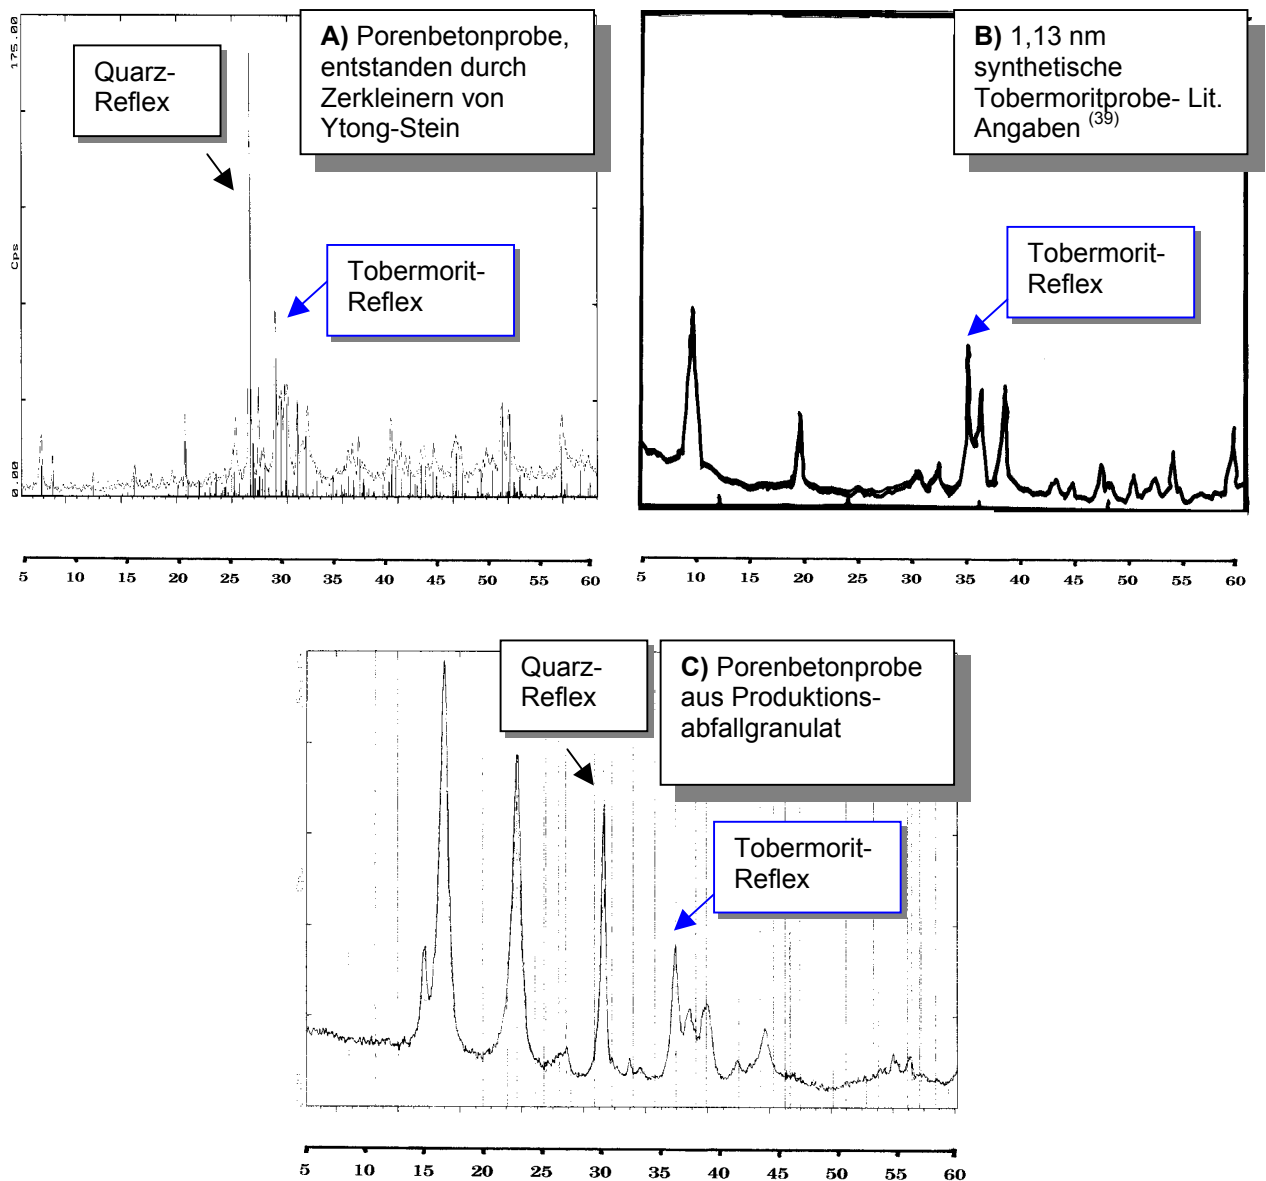 175.00
Cps
0.00
Quarz-
Reflex
A) Porenbetonprobe,
entstanden durch
Zerkleinern von
Ytong-Stein
Tobermorit-
Reflex
5 10 15 20 25 30 35 40 45 50 55 60
B) 1,13 nm
synthetische
Tobermoritprobe- Lit.
Angaben (39)
Tobermorit-
Reflex
5 10 15 20 25 30 35 40 45 50 55 60
Quarz-
Reflex
C) Porenbetonprobe
aus Produktions-
abfallgranulat
Tobermorit-
Reflex
5 10 15 20 25 30 35 40 45 50 55 60